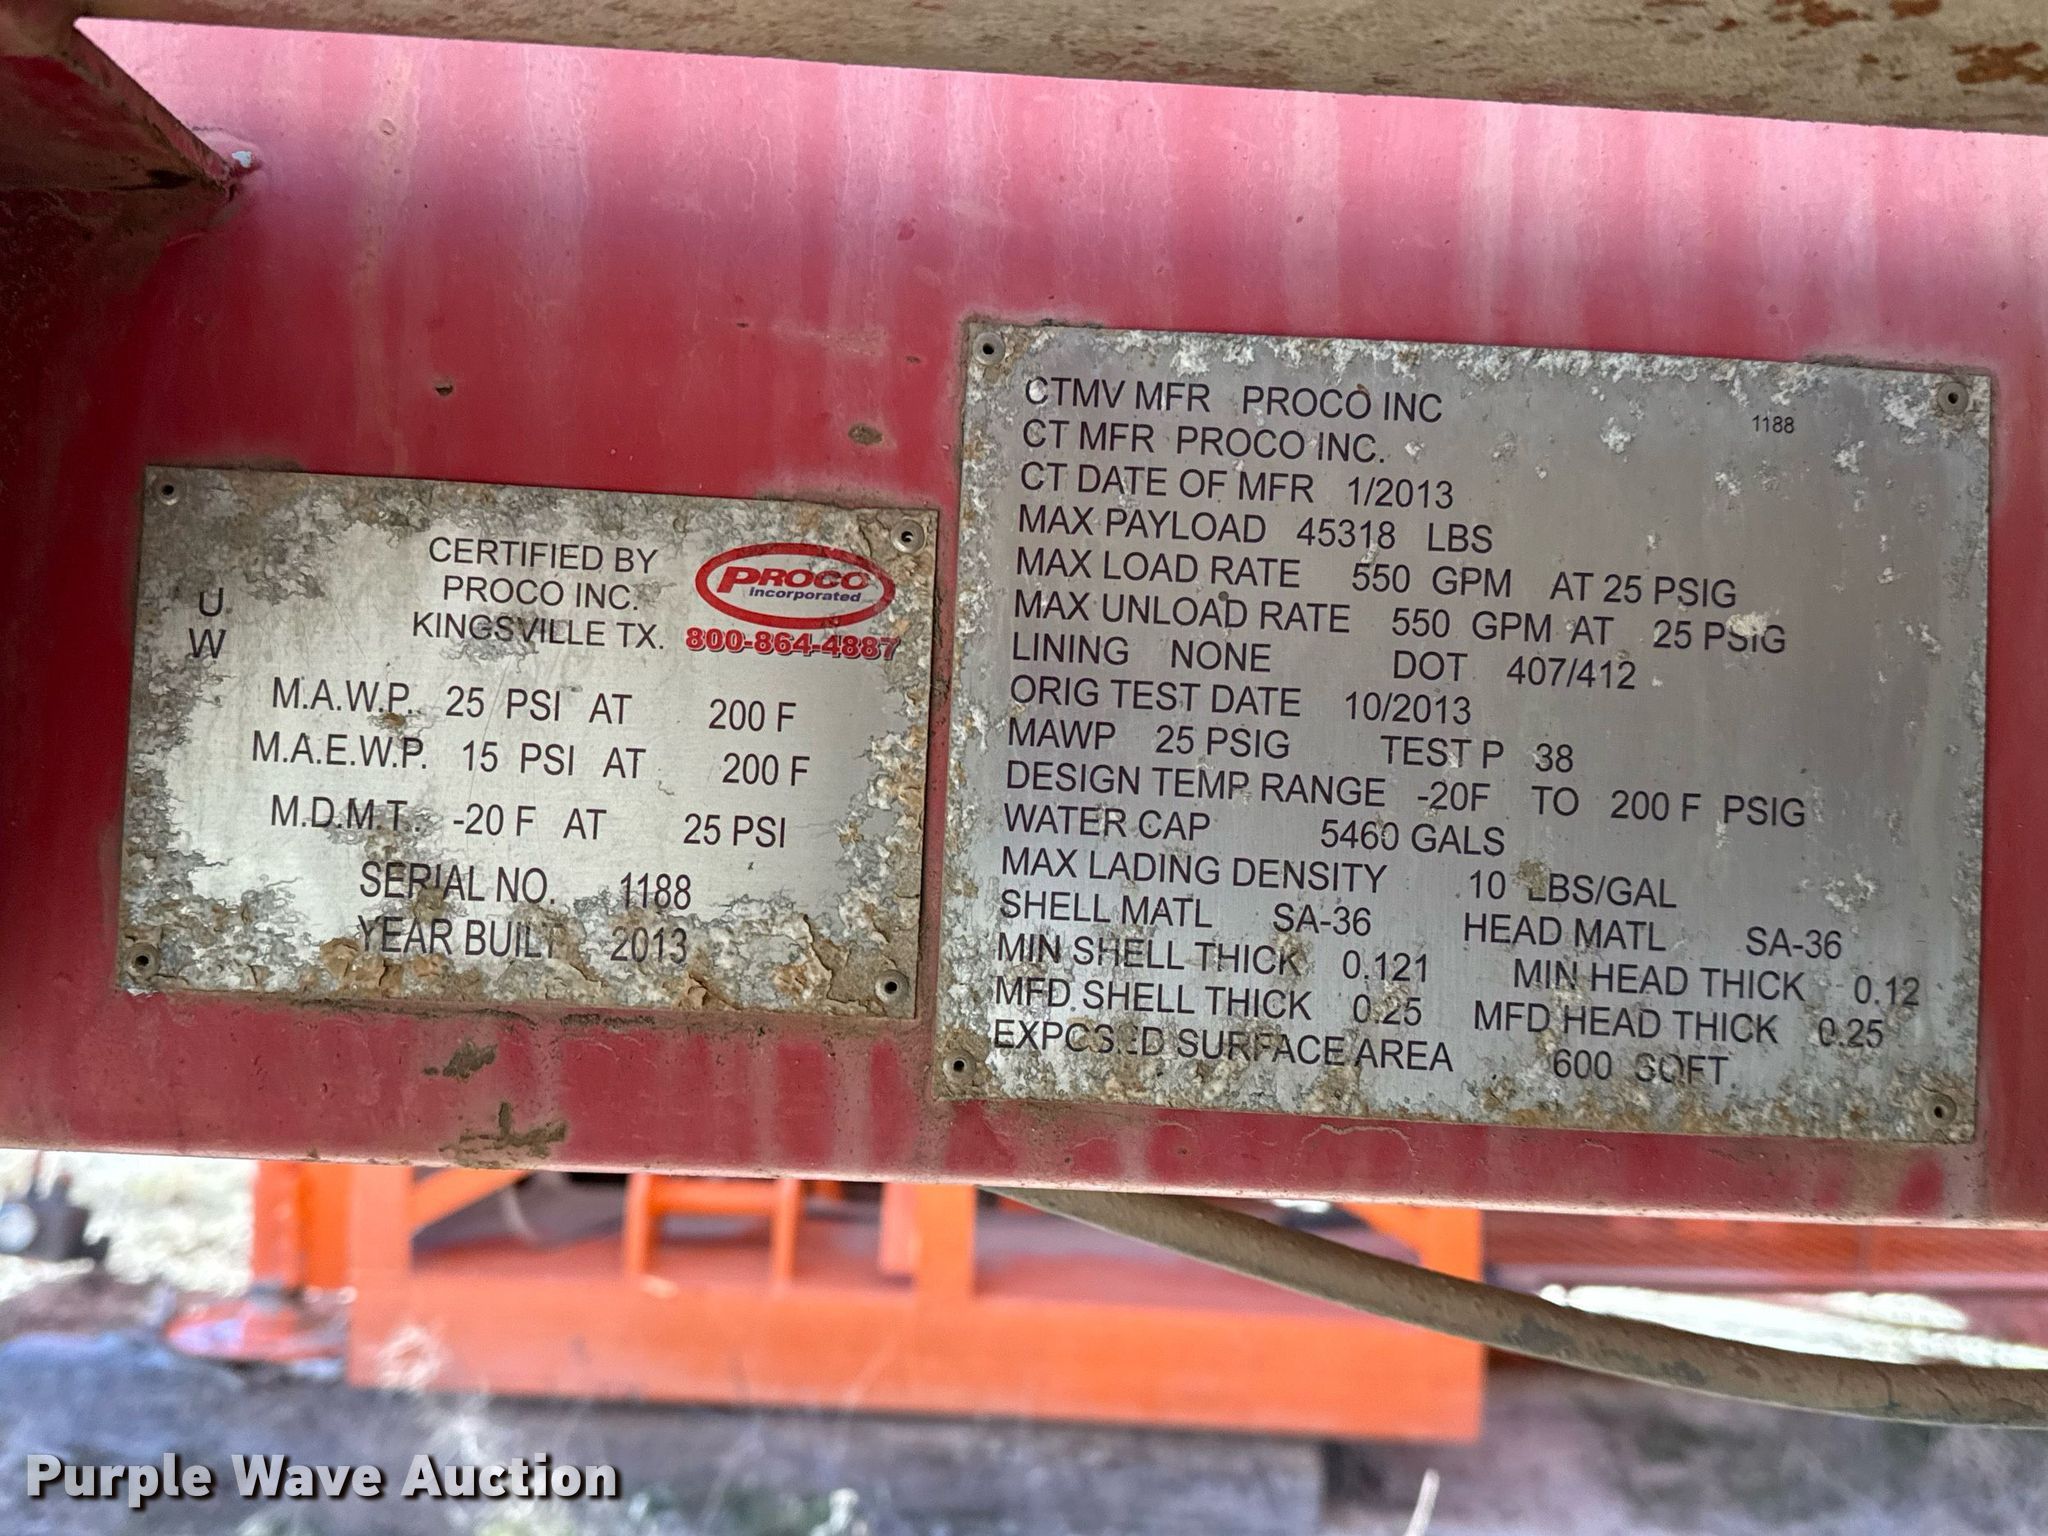 CERTIFIED BY
PROCO INC.
KINGSVILLE TX.
PROCO
incorporated
800-864-4887
U
W
M.A.W.P. 25 PSI AT 200 F
M.A.E.W.P. 15 PSI AT 200 F
M.D.M.T. -20 F AT 25 PSI
SERIAL NO. 1188
YEAR BUILT 2013
CTMV MFR PROCO INC
1188
CT MFR PROCO INC.
CT DATE OF MFR 1/2013
MAX PAYLOAD 45318 LBS
MAX LOAD RATE 550 GPM AT 25 PSIG
MAX UNLOAD RATE 550 GPM AT 25 PSIG
LINING NONE DOT 407/412
ORIG TEST DATE 10/2013
MAWP 25 PSIG TEST P 38
DESIGN TEMP RANGE -20F TO 200 F PSIG
WATER CAP 5460 GALS
MAX LADING DENSITY 10 LBS/GAL
SHELL MATL SA-36 HEAD MATL SA-36
MIN SHELL THICK 0.121 MIN HEAD THICK 0.12
MFD SHELL THICK 0.25 MFD HEAD THICK 0.25
EXPOSED SURFACE AREA 600 SQFT
Purple Wave Auction